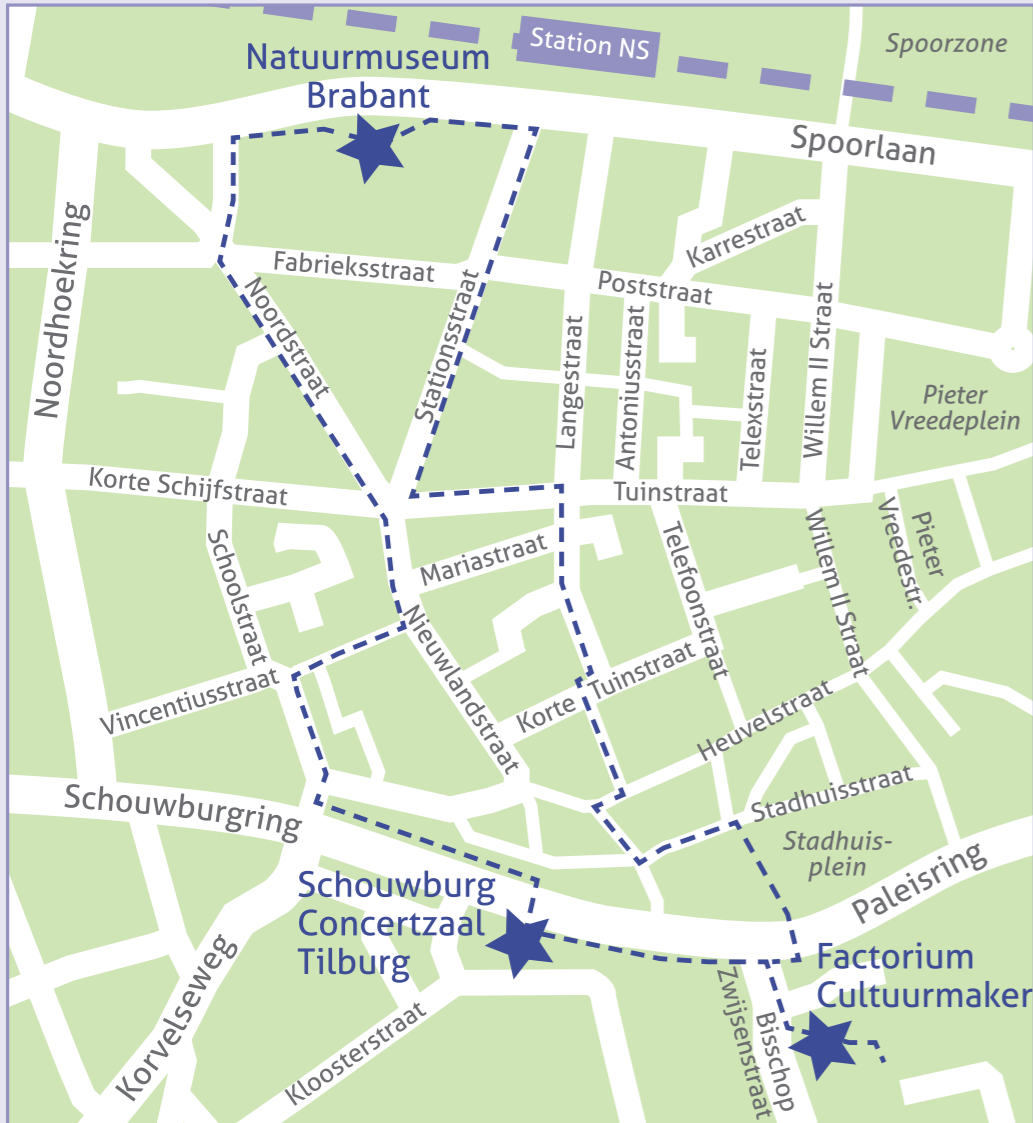 Station NS
Spoorzone
Natuurmuseum
Brabant
Spoorlaan
Karrestraat
Noordhoekring
Fabrieksstraat
Poststraat
Noordstraat
Stationsstraat
Langestraat
Antoniusstraat
Telexstraat
Willem II Straat
Pieter
Vreedeplein
Korte Schijfstraat
Tuinstraat
Schoolstraat
Mariastraat
Telefoonstraat
Willem II Straat
Pieter
Vreedestr.
Nieuwlandstraat
Vincentiusstraat
Korte Tuinstraat
Heuvelstraat
Schouwburgring
Stadhuisstraat
Stadhuis-
plein
Paleisring
Schouwburg
Concertzaal
Tilburg
Factorium
Cultuurmaker
Korvelseweg
Kloosterstraat
Bisschop
Zwijsenstraat